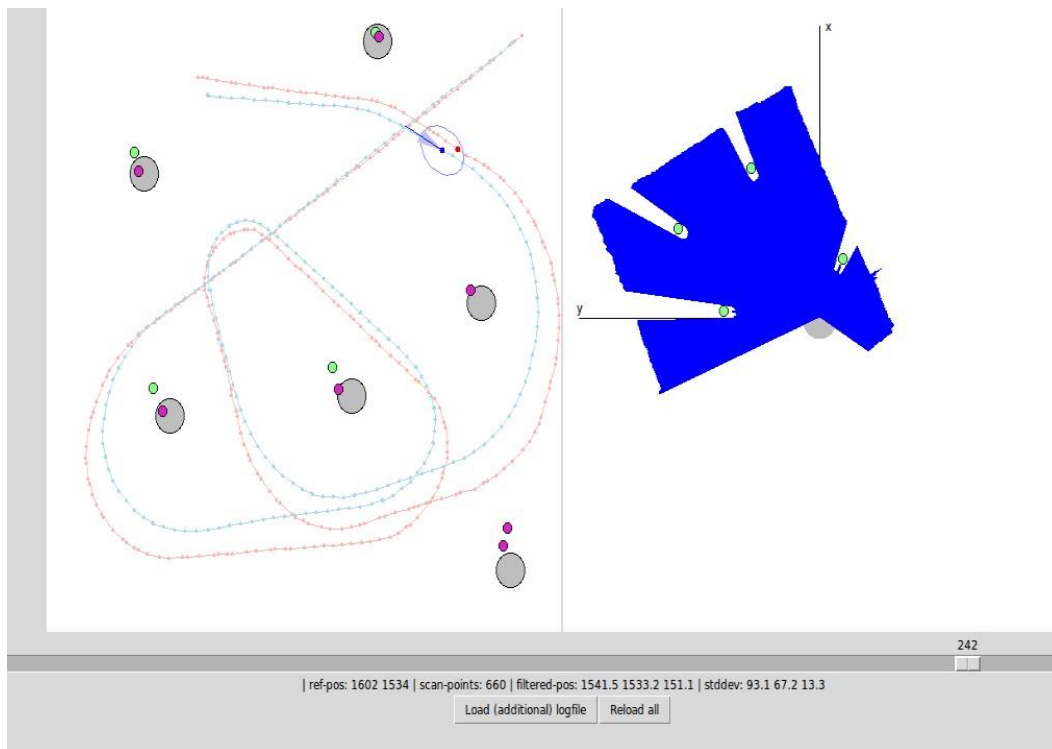 x
y
242
| ref-pos: 1602 1534 | scan-points: 660 | filtered-pos: 1541.5 1533.2 151.1 | stddev: 93.1 67.2 13.3
Load (additional) logfile Reload all